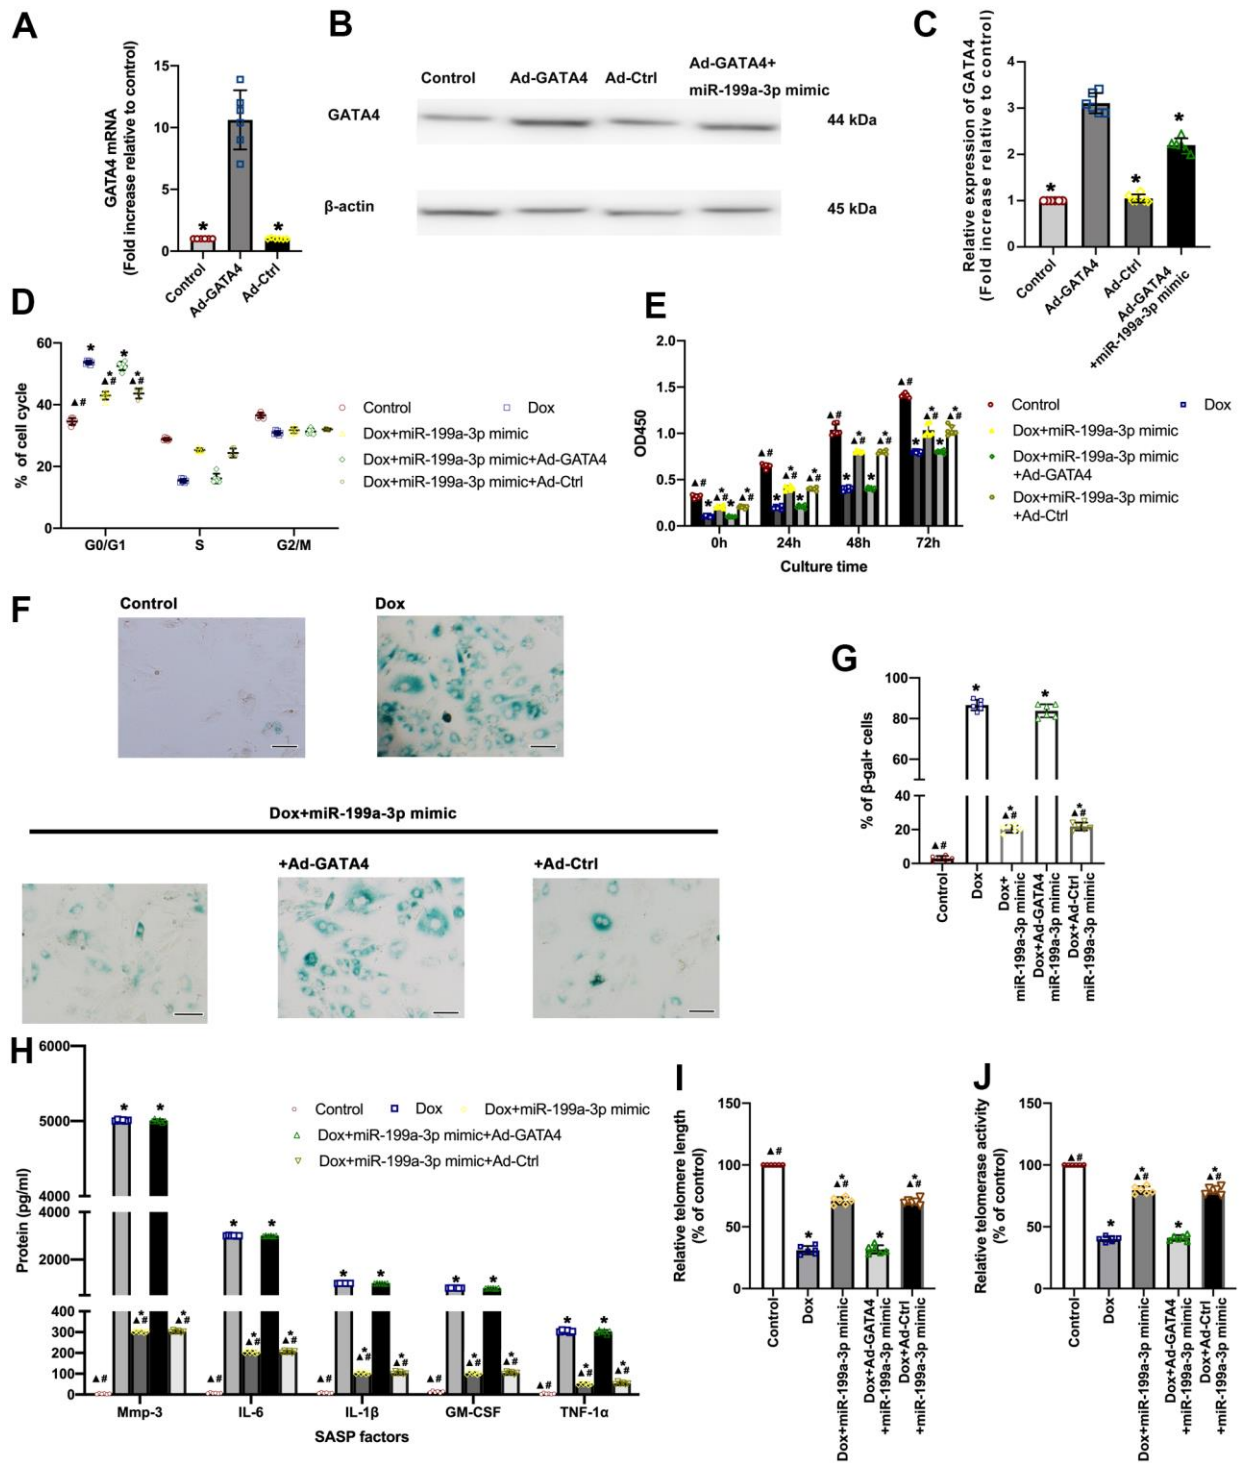 A
GATA4 mRNA
(Fold increase relative to control)
15
10
5
0
*
*
Control
Ad-GATA4
Ad-Ctrl
B
Control
Ad-GATA4
Ad-Ctrl
Ad-GATA4+
miR-199a-3p mimic
GATA4
44 kDa
β-actin
45 kDa
C
Relative expression of GATA4
(Fold increase relative to control)
4
3
2
1
0
*
*
*
Control
Ad-GATA4
Ad-Ctrl
Ad-GATA4
+miR-199a-3p mimic
D
% of cell cycle
60
40
20
0
▲#
*
*
▲#
*
*
▲#
G0/G1
S
G2/M
Control
Dox
Dox+miR-199a-3p mimic
Dox+miR-199a-3p mimic+Ad-GATA4
Dox+miR-199a-3p mimic+Ad-Ctrl
E
OD450
2.0
1.5
1.0
0.5
0.0
▲#
*
*
▲#
*
*
▲#
▲#
*
*
▲#
*
*
▲#
▲#
*
*
▲#
*
*
▲#
▲#
*
*
▲#
*
*
▲#
0h
24h
48h
72h
Culture time
Control
Dox
Dox+miR-199a-3p mimic
Dox+miR-199a-3p mimic
+Ad-GATA4
Dox+miR-199a-3p mimic
+Ad-Ctrl
F
Control
Dox
Dox+miR-199a-3p mimic
+Ad-GATA4
+Ad-Ctrl
G
% of β-gal+ cells
100
80
60
40
20
0
▲#
*
*
▲#
*
*
▲#
Control
Dox
Dox+
miR-199a-3p mimic
Dox+Ad-GATA4
miR-199a-3p mimic
Dox+Ad-Ctrl
miR-199a-3p mimic
H
Protein (pg/ml)
6000
5000
4000
4000
2000
400
300
200
100
0
▲#
*
*
▲#
*
*
▲#
▲#
*
*
▲#
*
*
▲#
▲#
*
*
▲#
*
*
▲#
▲#
*
*
▲#
*
*
▲#
▲#
*
*
▲#
*
*
▲#
Mmp-3
IL-6
IL-1β
GM-CSF
TNF-1α
SASP factors
Control
Dox
Dox+miR-199a-3p mimic
Dox+miR-199a-3p mimic+Ad-GATA4
Dox+miR-199a-3p mimic+Ad-Ctrl
I
Relative telomere length
(% of control)
150
100
50
0
▲#
*
*
▲#
*
*
▲#
Control
Dox
Dox+miR-199a-3p mimic
Dox+Ad-GATA4
+miR-199a-3p mimic
Dox+Ad-Ctrl
+miR-199a-3p mimic
J
Relative telomerase activity
(% of control)
150
100
50
0
▲#
*
*
▲#
*
*
▲#
Control
Dox
Dox+miR-199a-3p mimic
Dox+Ad-GATA4
+miR-199a-3p mimic
Dox+Ad-Ctrl
+miR-199a-3p mimic